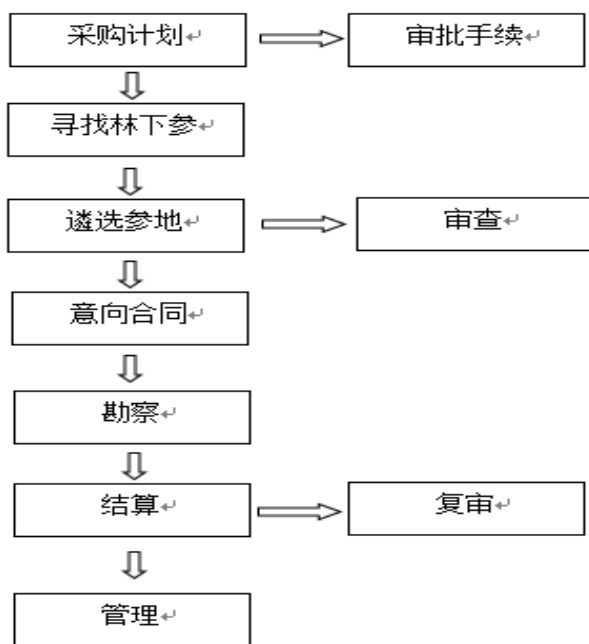 采购计划
审批手续
寻找林下参
遴选参地
审查
意向合同
勘察
结算
复审
管理